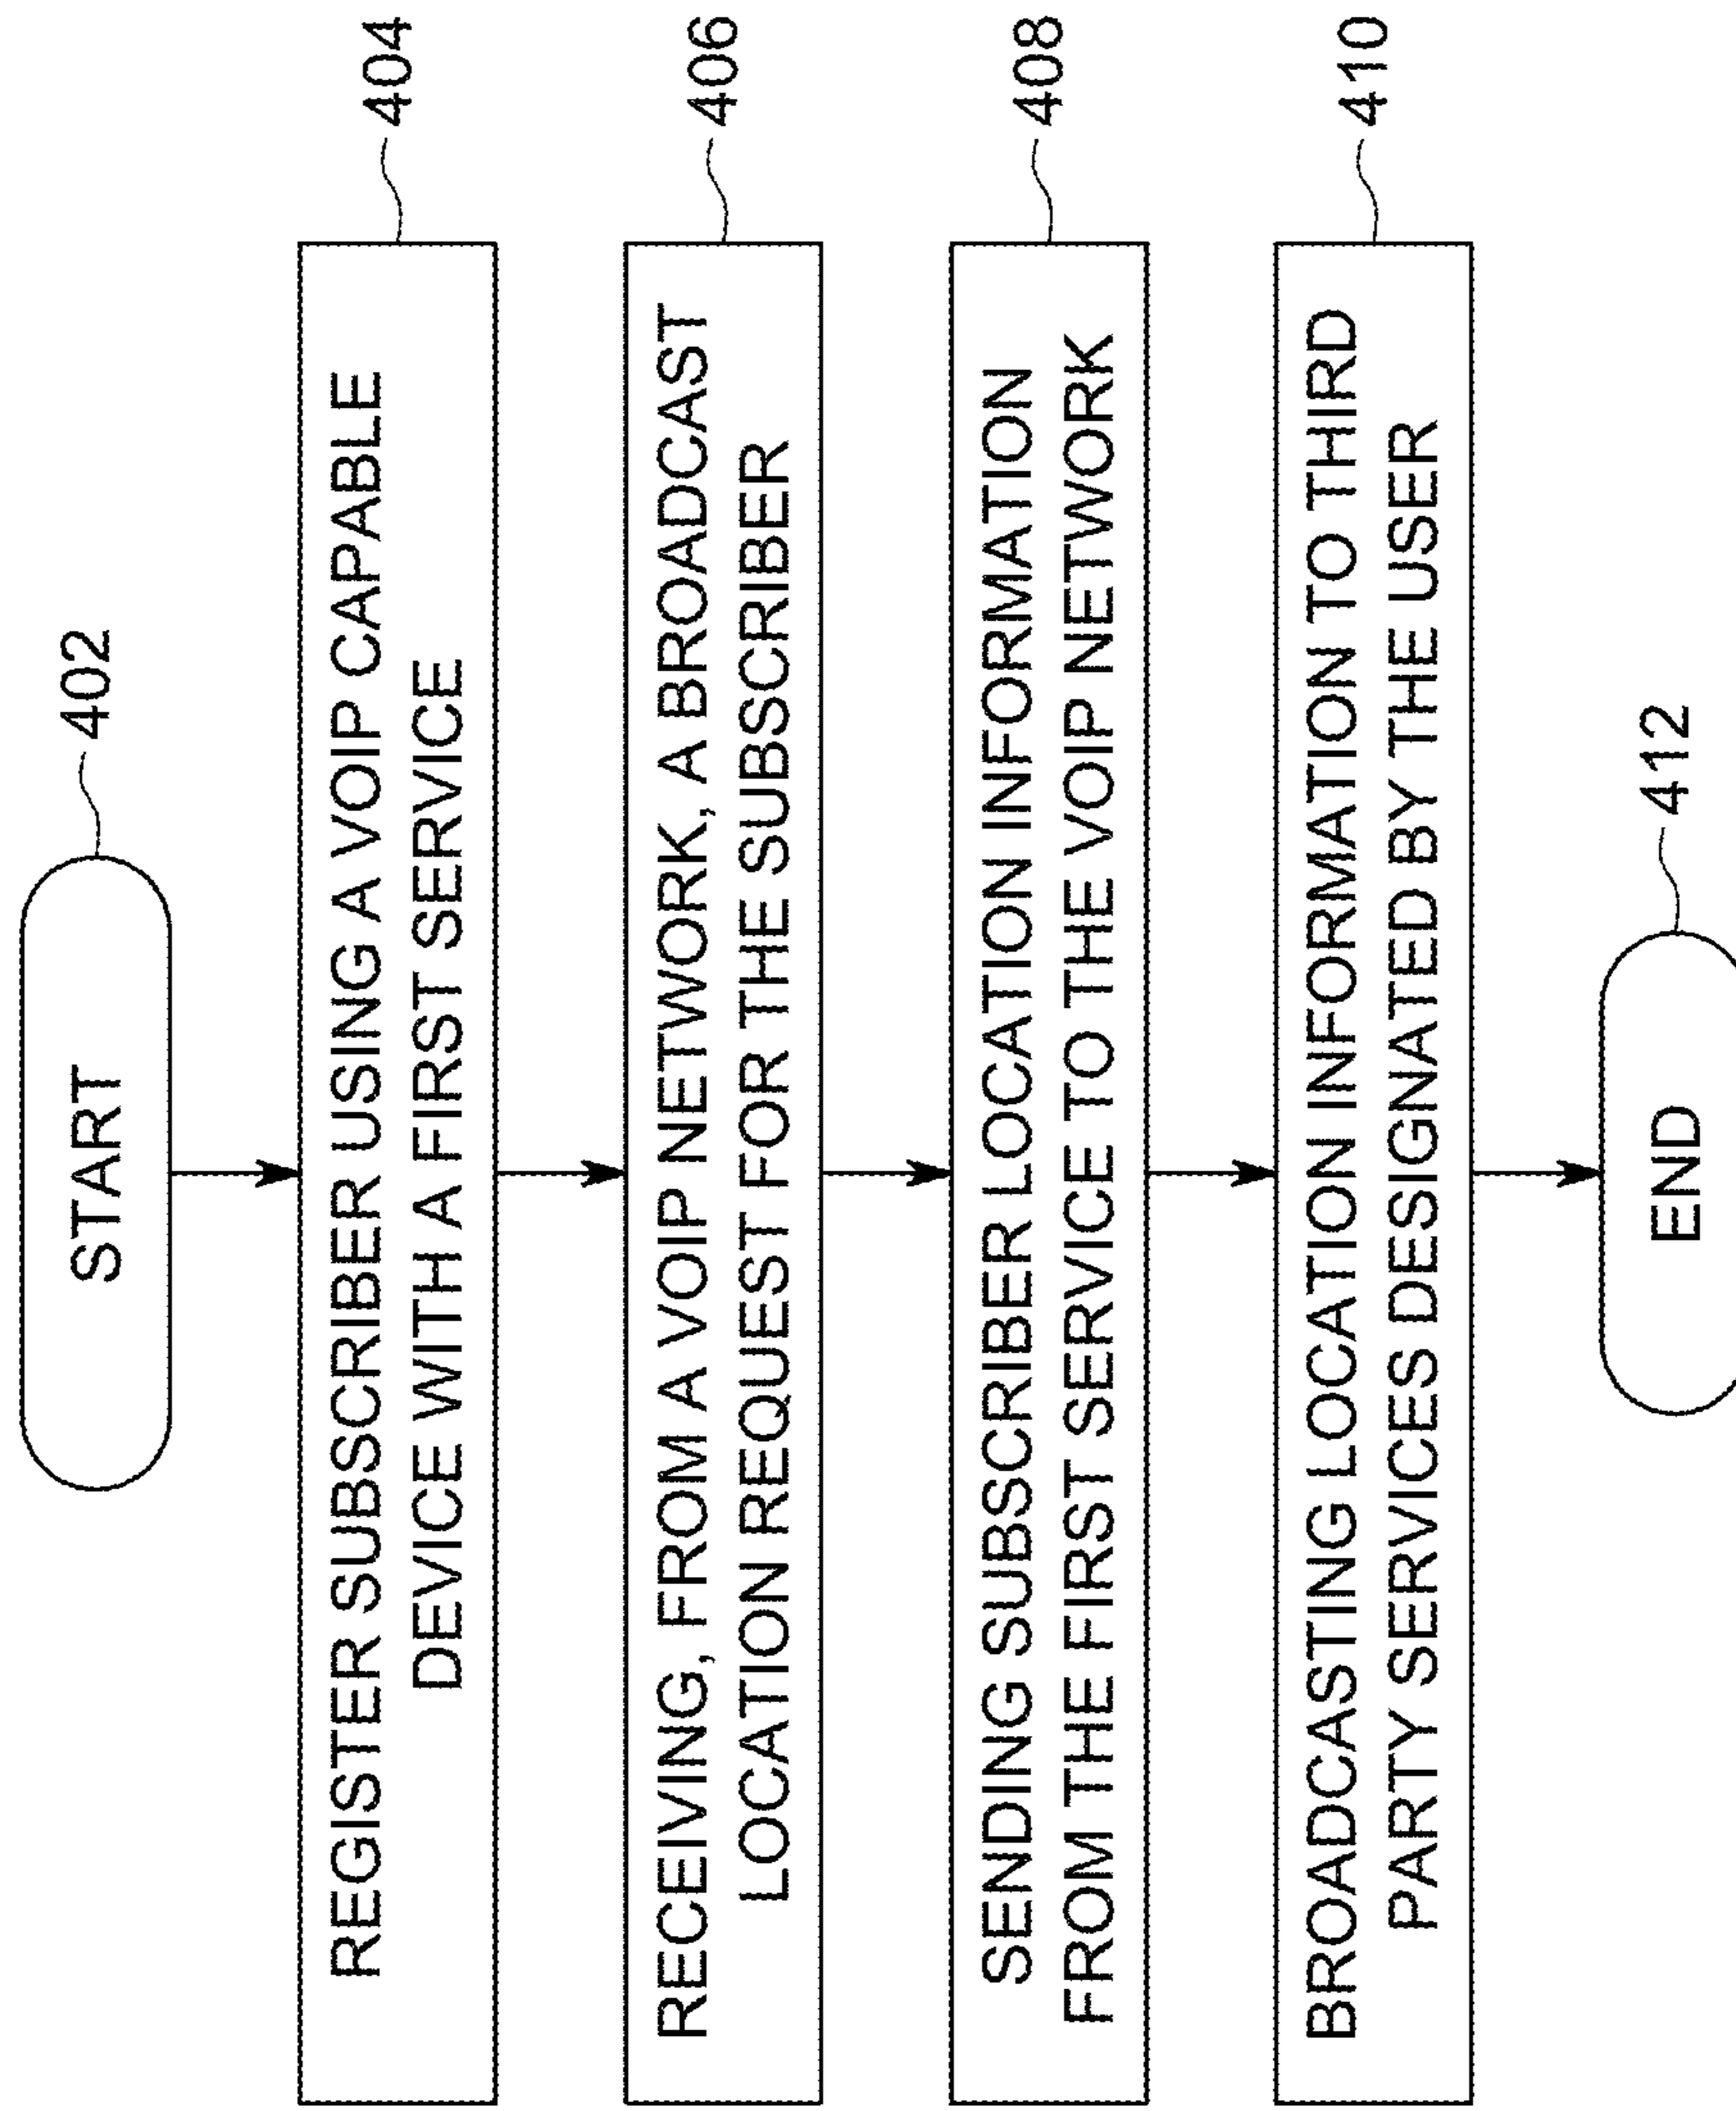 START
402
REGISTER SUBSCRIBER USING A VOIP CAPABLE
DEVICE WITH A FIRST SERVICE
404
RECEIVING, FROM A VOIP NETWORK, A BROADCAST
LOCATION REQUEST FOR THE SUBSCRIBER
406
SENDING SUBSCRIBER LOCATION INFORMATION
FROM THE FIRST SERVICE TO THE VOIP NETWORK
408
BROADCASTING LOCATION INFORMATION TO THIRD
PARTY SERVICES DESIGNATED BY THE USER
410
END
412